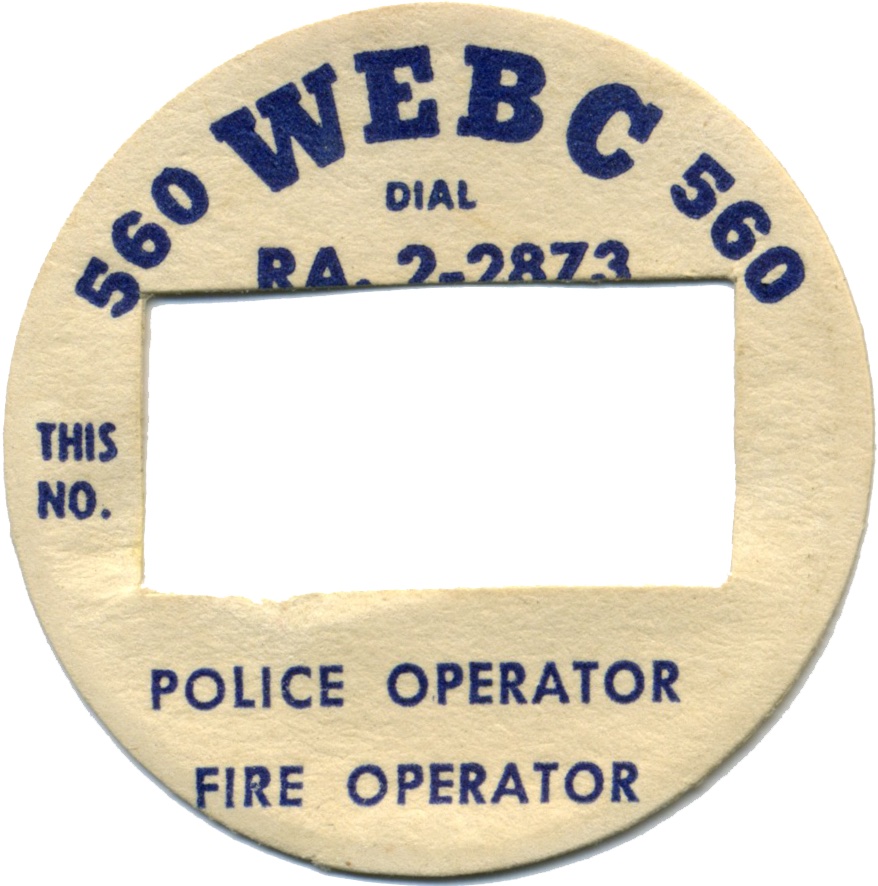 560 WEBC 560
DIAL
RA. 2-2873
THIS
NO.
POLICE OPERATOR
FIRE OPERATOR